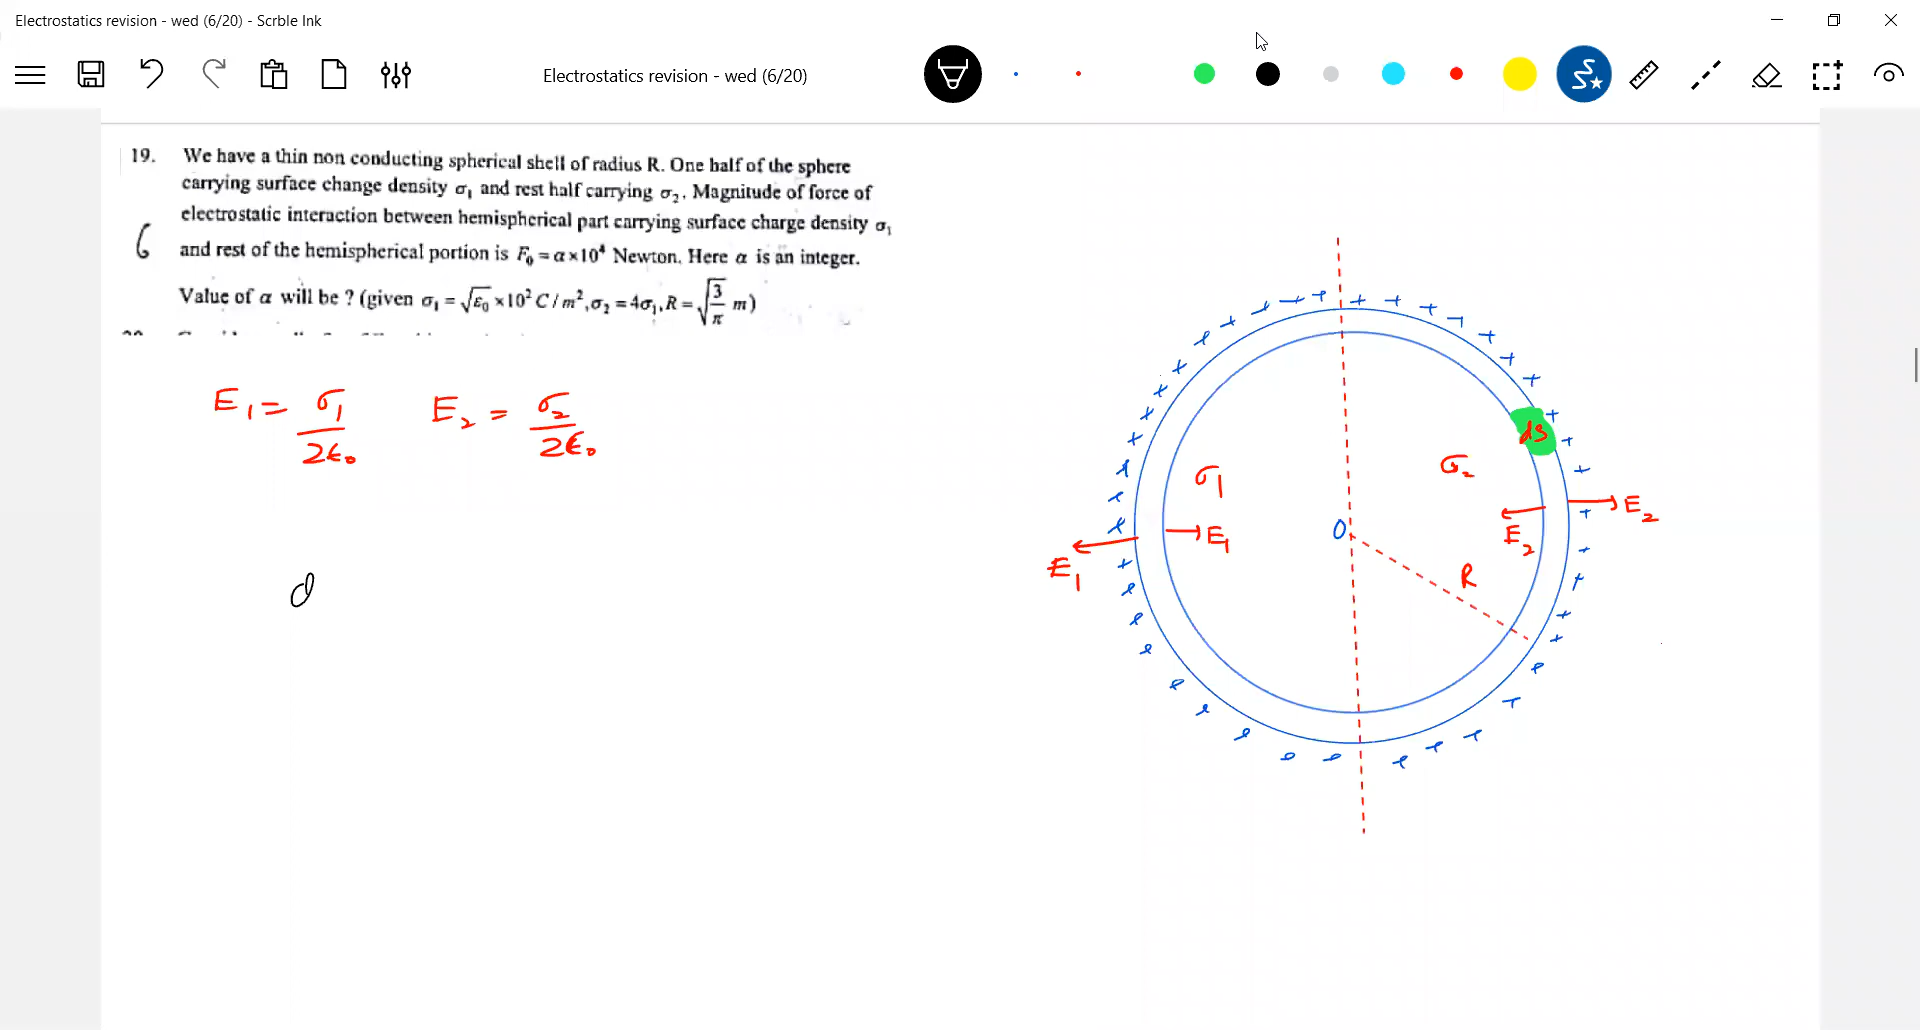 Electrostatics revision - wed (6/20) - Scrble Ink
Electrostatics revision - wed (6/20)
19. We have a thin non conducting spherical shell of radius R. One half of the sphere
carrying surface change density σ₁ and rest half carrying σ₂. Magnitude of force of
electrostatic interaction between hemispherical part carrying surface charge density σ₁
6
and rest of the hemispherical portion is F₀ = α×10⁴ Newton. Here α is an integer.
Value of α will be ? (given σ₁ = √ε₀ ×10² C/m², σ₂ = 4σ₁, R = √(3/π) m)
E₁ = σ₁/2ε₀ E₂ = σ₂/2ε₀
ds
σ₁ σ₂
E₂
O E₁ E₂
E₁ R